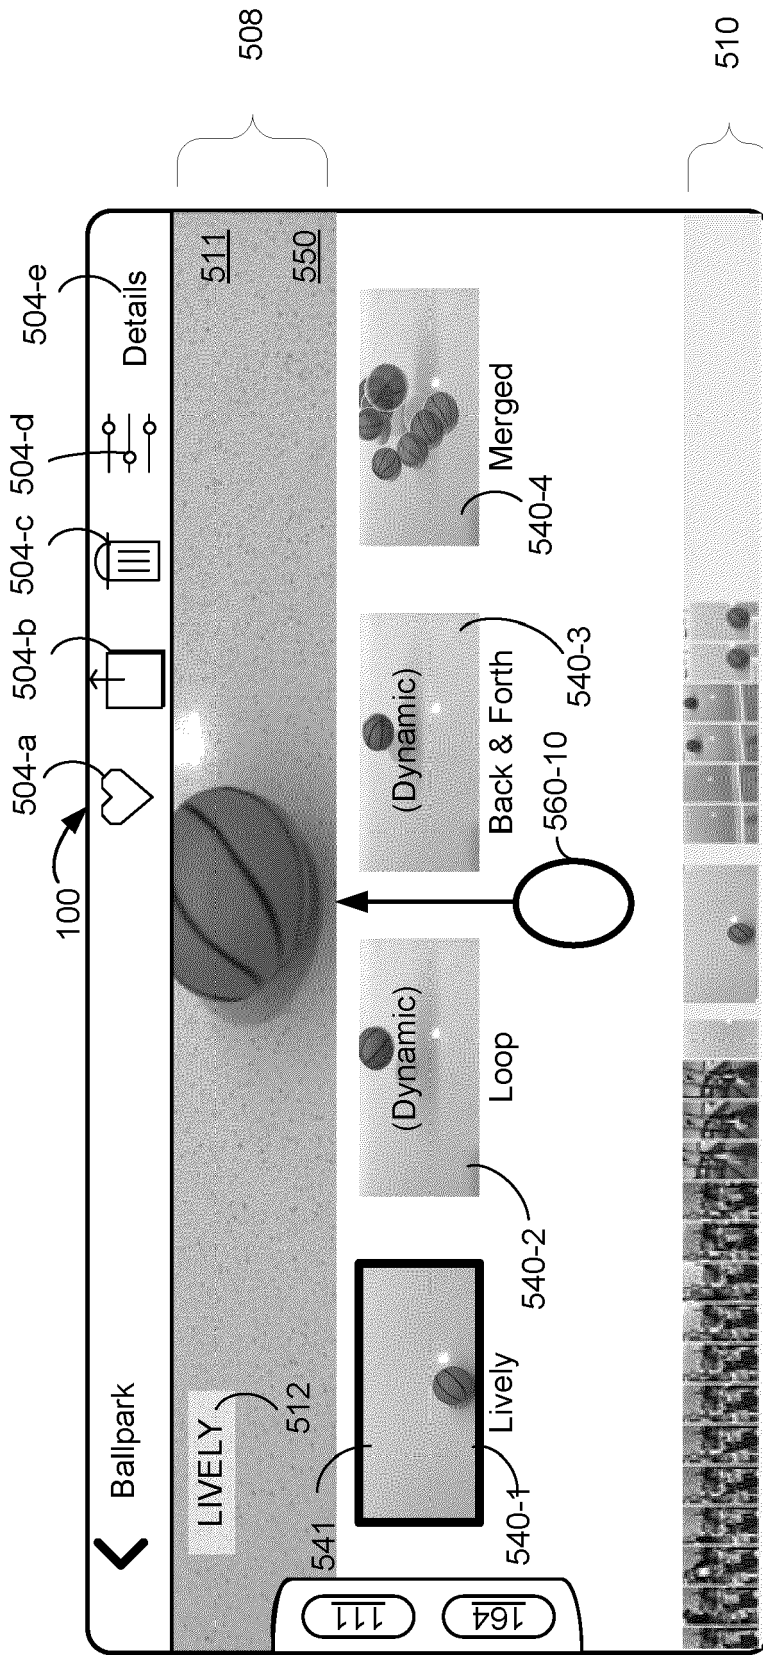 504-a
504-b
504-c
504-d
504-e
100
Ballpark
Details
LIVELY
512
511
550
508
541
111
164
(Dynamic)
(Dynamic)
540-1
Lively
540-2
Loop
Back & Forth
540-3
Merged
540-4
560-10
510